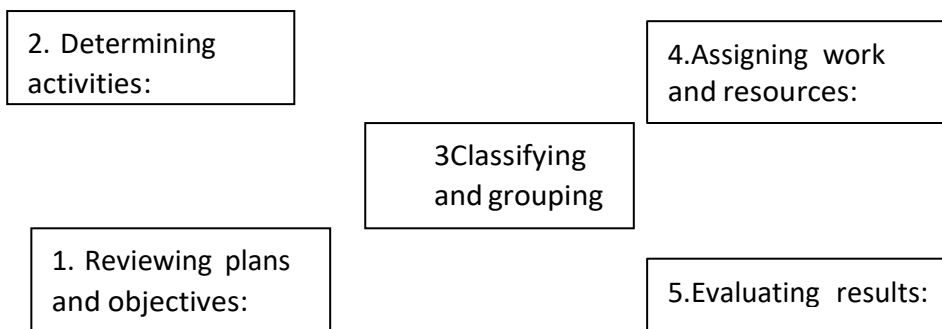 2. Determining
activities:
4.Assigning work
and resources:
3Classifying
and grouping
1. Reviewing plans
and objectives:
5.Evaluating results: